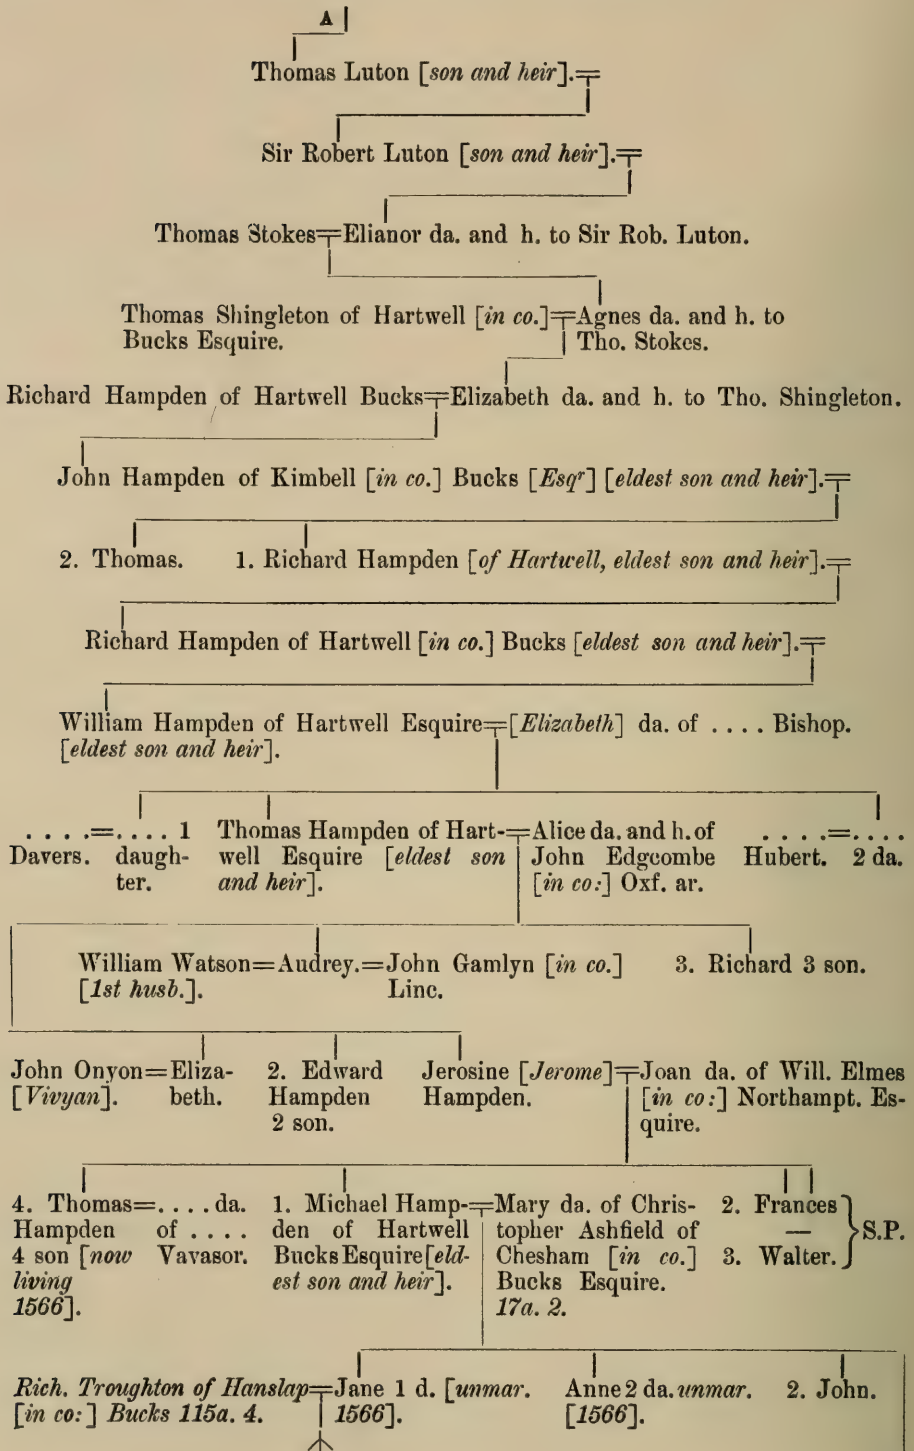 A
Thomas Luton [son and heir].=
Sir Robert Luton [son and heir].=
Thomas Stokes=Elianor da. and h. to Sir Rob. Luton.
Thomas Shingleton of Hartwell [in co.]=Agnes da. and h. to
Bucks Esquire. Tho. Stokes.
Richard Hampden of Hartwell Bucks=Elizabeth da. and h. to Tho. Shingleton.
John Hampden of Kimbell [in co.] Bucks [Esqr] [eldest son and heir].=
2. Thomas. 1. Richard Hampden [of Hartwell, eldest son and heir].=
Richard Hampden of Hartwell [in co.] Bucks [eldest son and heir].=
William Hampden of Hartwell Esquire=[Elizabeth] da. of .... Bishop.
[eldest son and heir].
....=.... 1 Thomas Hampden of Hart-=Alice da. and h. of ....=....
Davers. daugh- well Esquire [eldest son John Edgcombe Hubert. 2 da.
ter. and heir]. [in co:] Oxf. ar.
William Watson=Audrey.=John Gamlyn [in co.] 3. Richard 3 son.
[1st husb.]. Linc.
John Onyon=Eliza- 2. Edward Jerosine [Jerome]=Joan da. of Will. Elmes
[Vivyan]. beth. Hampden Hampden. [in co:] Northampt. Es-
2 son. quire.
4. Thomas=.... da. 1. Michael Hamp-=Mary da. of Chris- 2. Frances
Hampden of .... den of Hartwell topher Ashfield of — S.P.
4 son [now Vavasor. Bucks Esquire [eld- Chesham [in co.] 3. Walter.
living est son and heir]. Bucks Esquire.
1566]. 17a. 2.
Rich. Troughton of Hanslap=Jane 1 d. [unmar. Anne 2 da. unmar. 2. John.
[in co:] Bucks 115a. 4. 1566]. [1566].